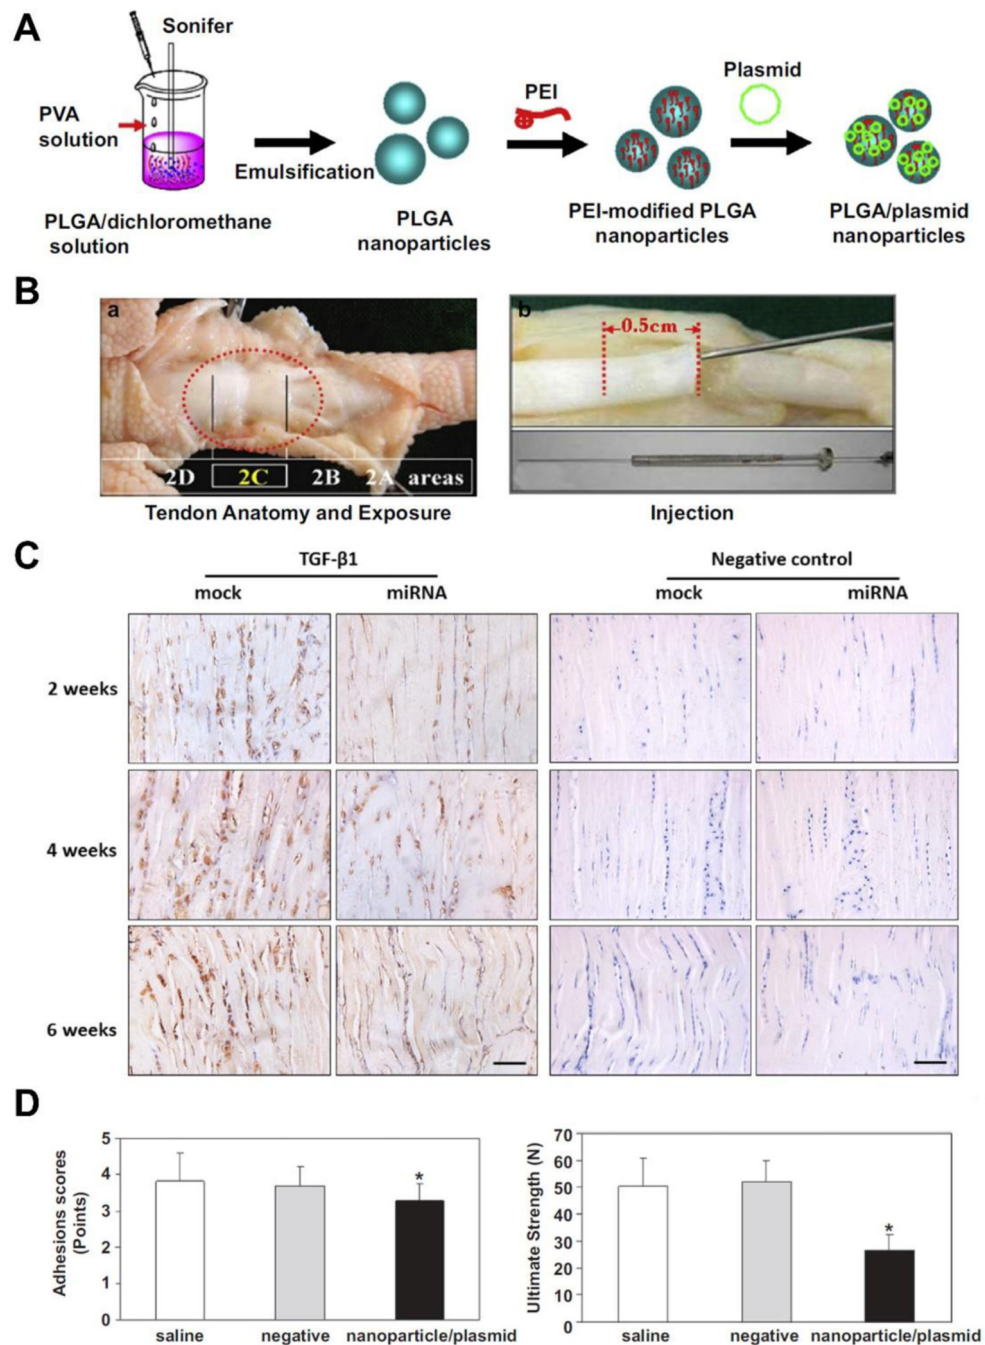 A
Sonifer
PVA
solution
Emulsification
PLGA/dichloromethane
solution
PLGA
nanoparticles
PEI
PEI-modified PLGA
nanoparticles
Plasmid
PLGA/plasmid
nanoparticles
B
a
2D 2C 2B 2A areas
Tendon Anatomy and Exposure
b
0.5cm
Injection
C
TGF-β1
Negative control
mock miRNA mock miRNA
2 weeks
4 weeks
6 weeks
D
Adhesions scores
(Points)
5
4
3
2
1
0
*
saline negative nanoparticle/plasmid
Ultimate Strength (N)
70
60
50
40
30
20
10
0
*
saline negative nanoparticle/plasmid